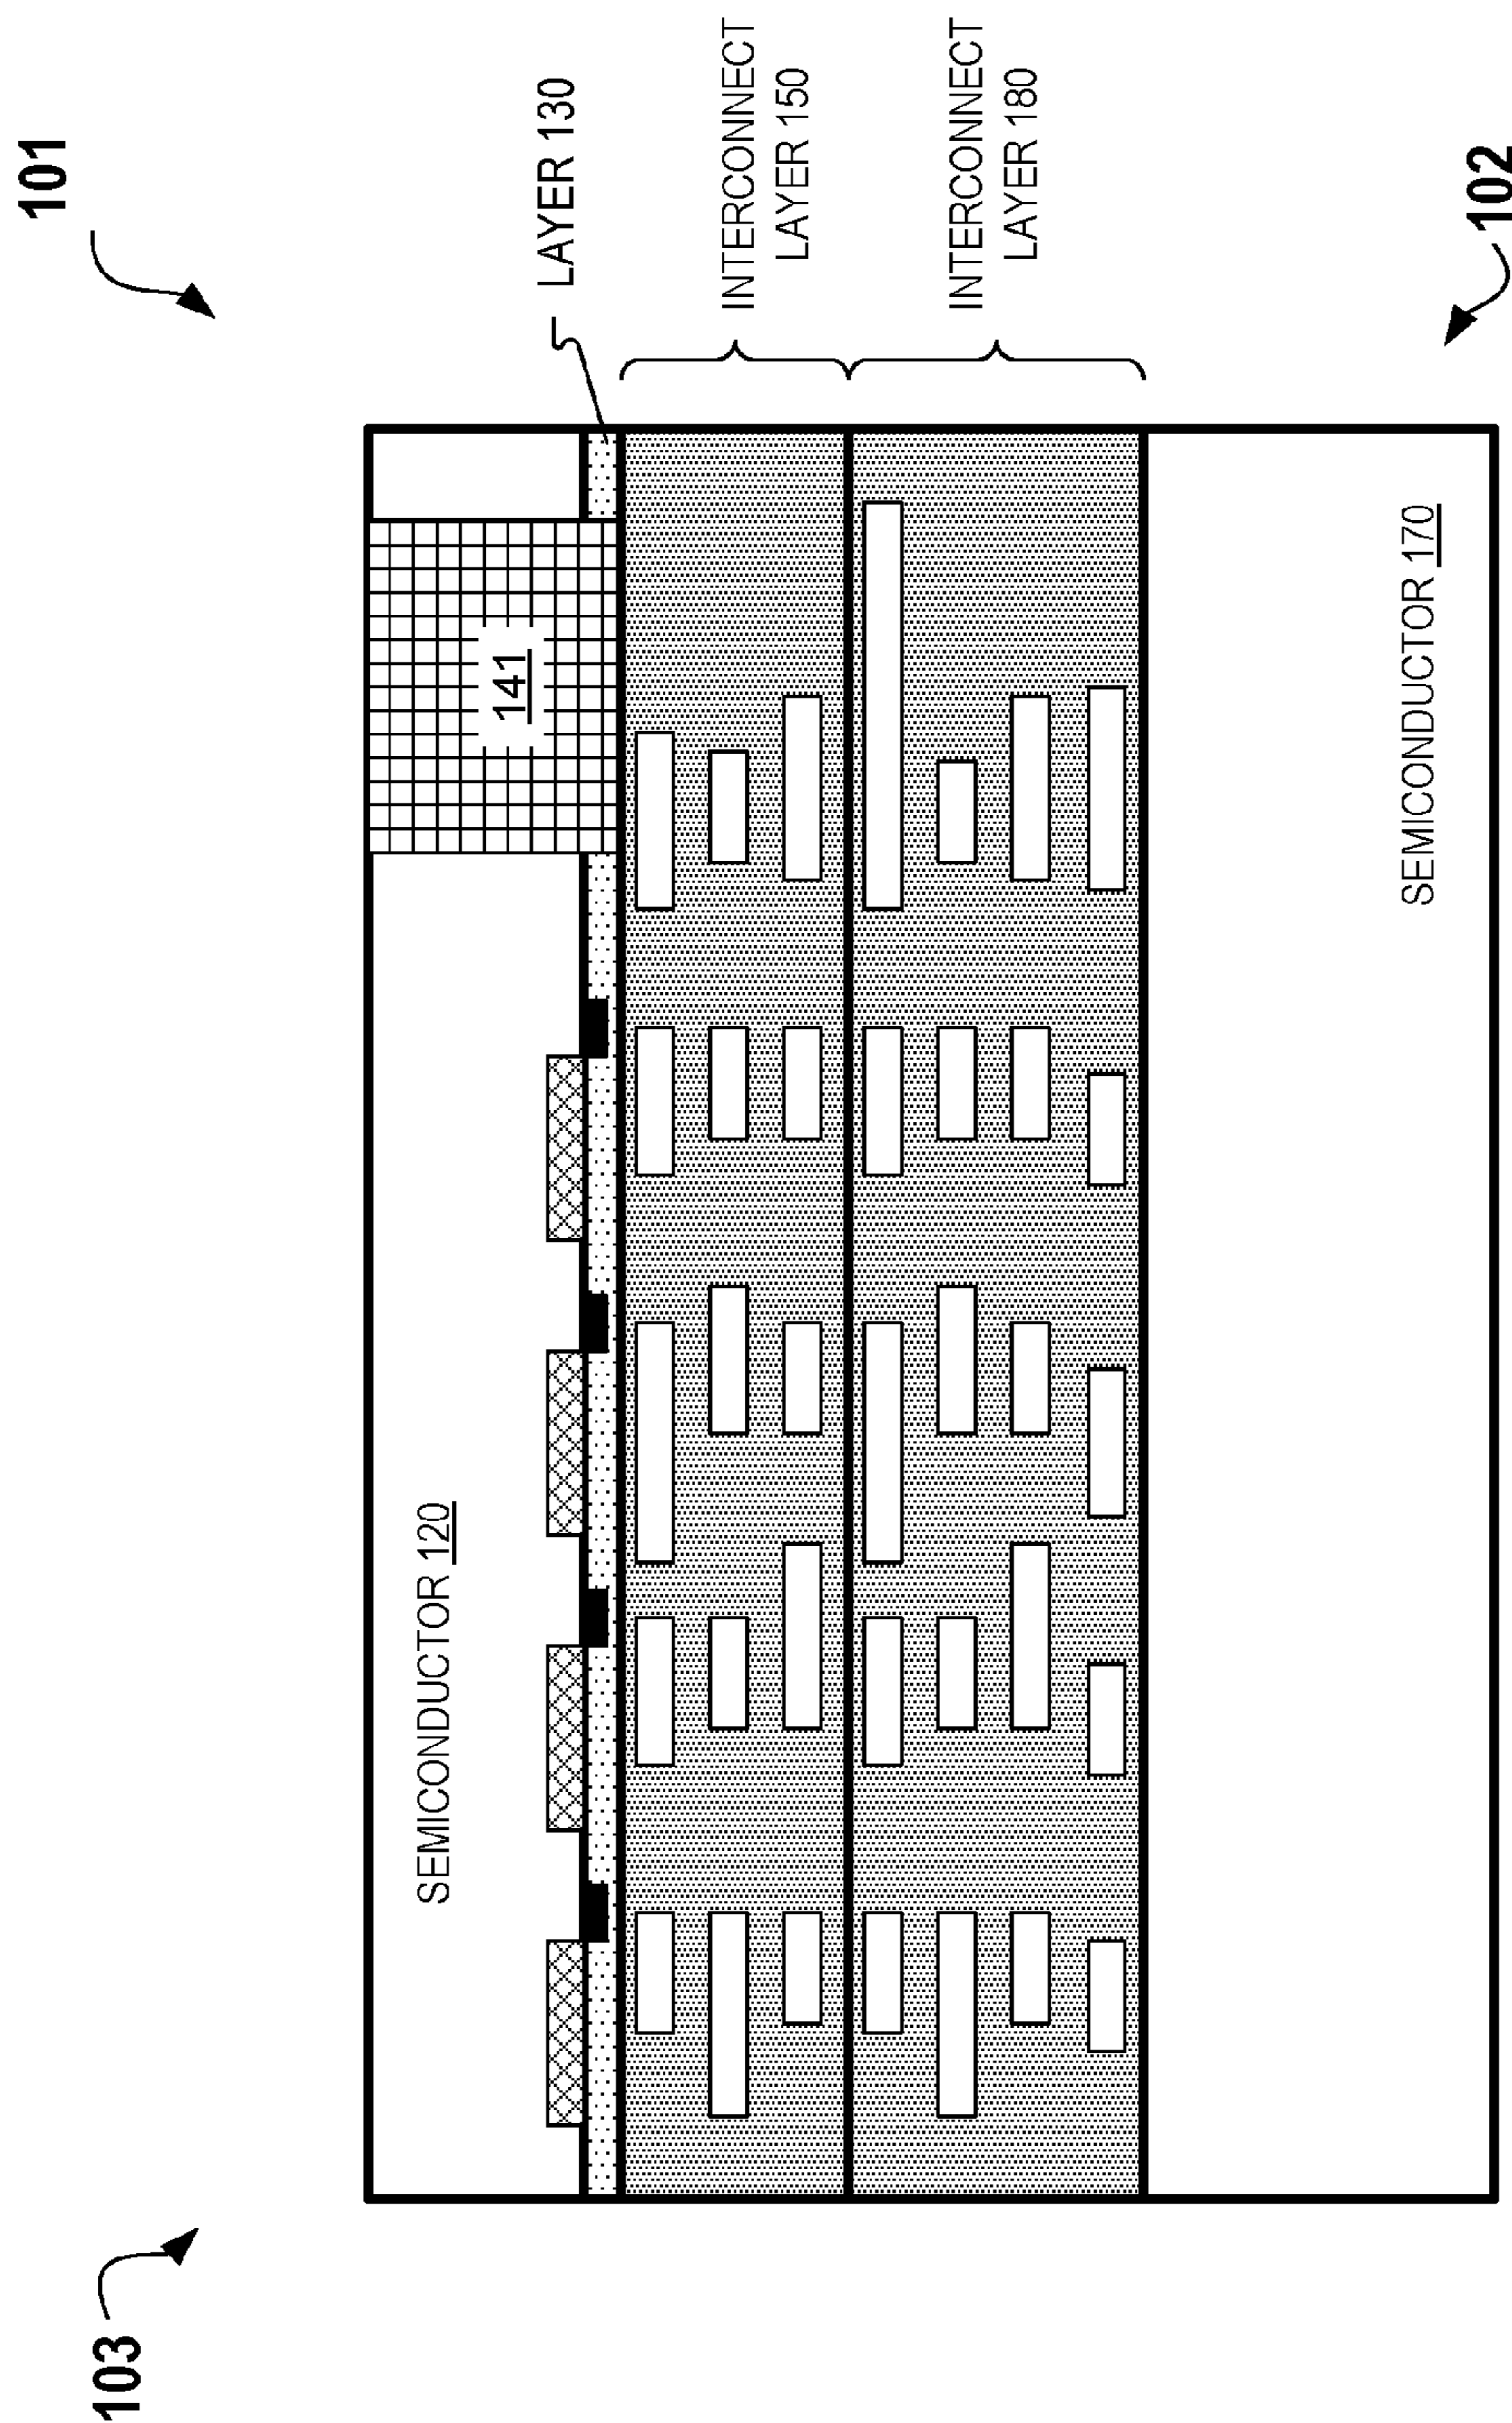 103
101
SEMICONDUCTOR 120
141
LAYER 130
INTERCONNECT
LAYER 150
INTERCONNECT
LAYER 180
SEMICONDUCTOR 170
102